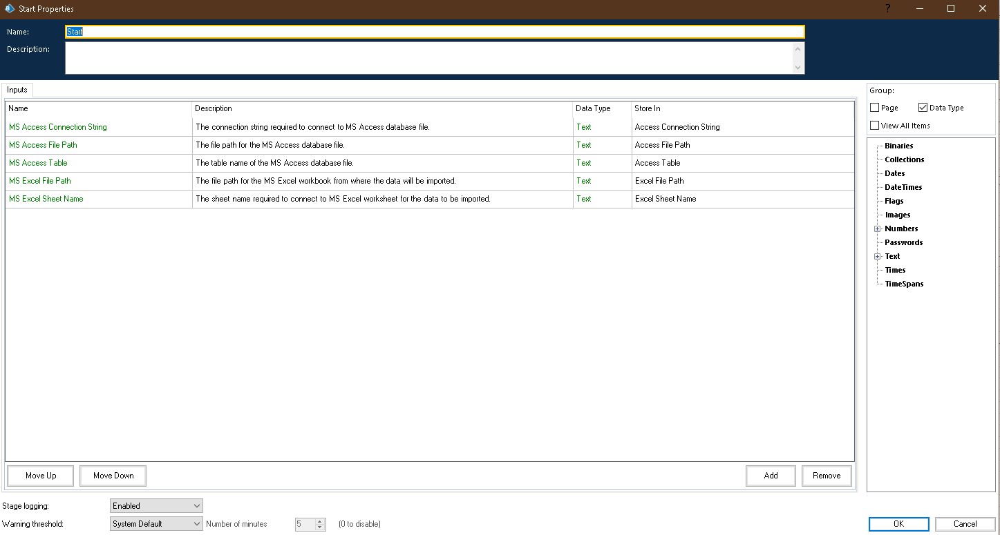 Start Properties
?
Name: Start
Description:
Inputs
Name Description Data Type Store In
MS Access Connection String The connection string required to connect to MS Access database file. Text Access Connection String
MS Access File Path The file path for the MS Access database file. Text Access File Path
MS Access Table The table name of the MS Access database file. Text Access Table
MS Excel File Path The file path for the MS Excel workbook from where the data will be imported. Text Excel File Path
MS Excel Sheet Name The sheet name required to connect to MS Excel worksheet for the data to be imported. Text Excel Sheet Name
Move Up Move Down Add Remove
Group:
Page Data Type
View All Items
Binaries
Collections
Dates
DateTimes
Flags
Images
Numbers
Passwords
Text
Times
TimeSpans
Stage logging: Enabled
Warning threshold: System Default Number of minutes 5 (0 to disable)
OK Cancel